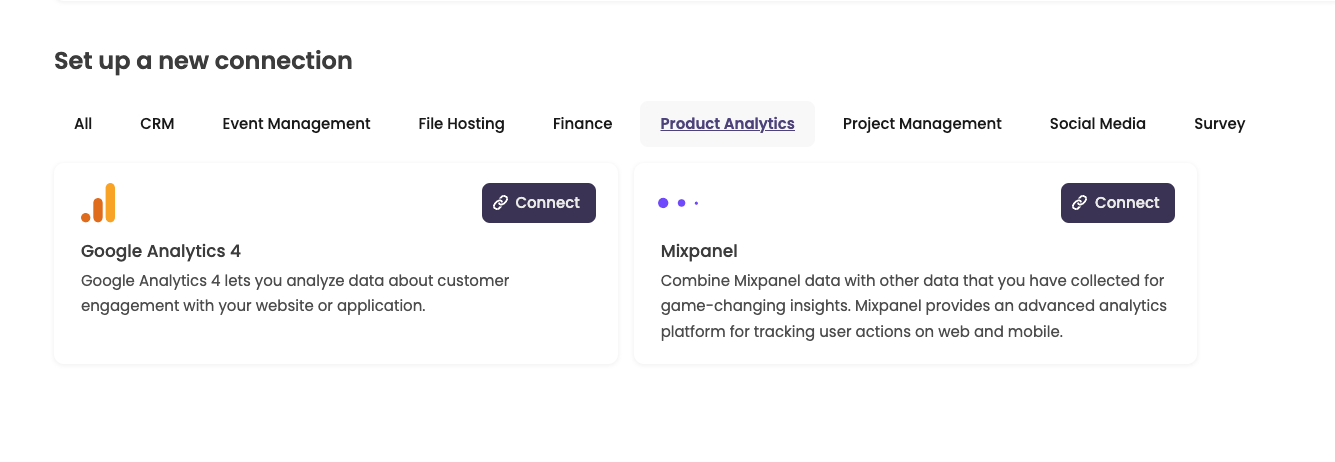 Set up a new connection
All CRM Event Management File Hosting Finance Product Analytics Project Management Social Media Survey
Connect
Google Analytics 4
Google Analytics 4 lets you analyze data about customer
engagement with your website or application.
Connect
Mixpanel
Combine Mixpanel data with other data that you have collected for
game-changing insights. Mixpanel provides an advanced analytics
platform for tracking user actions on web and mobile.